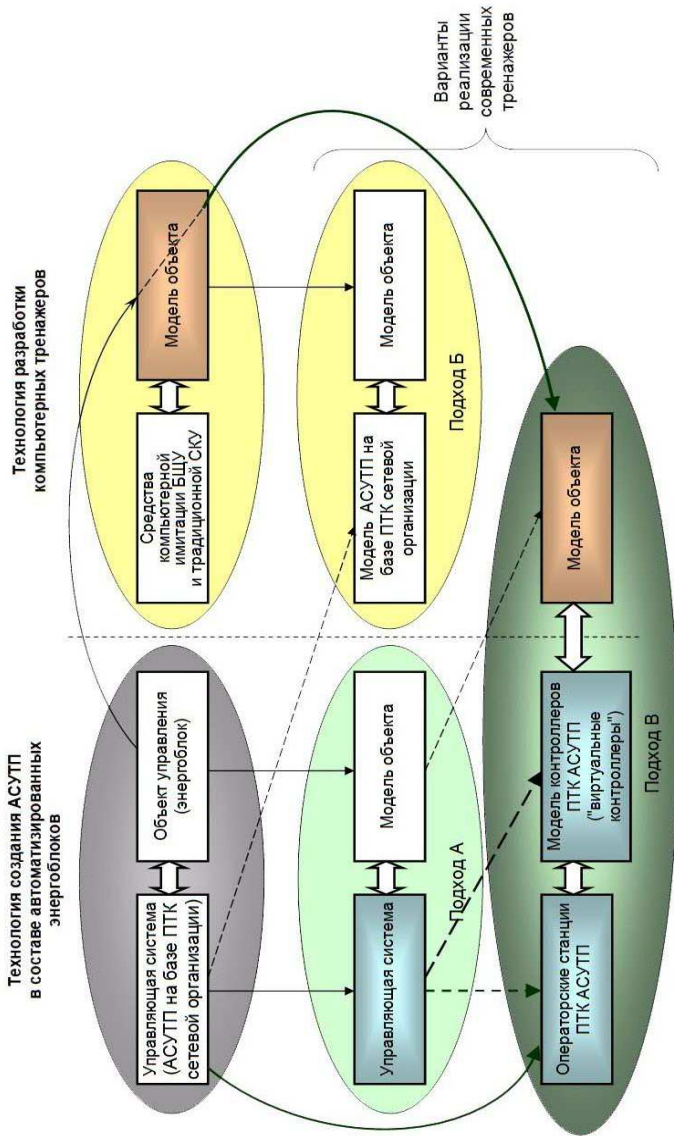 Технология создания АСУТП
в составе автоматизированных
энергоблоков
Технология разработки
компьютерных тренажеров
Управляющая система
(АСУТП на базе ПТК
сетевой организации)
Объект управления
(энергоблок)
Средства
компьютерной
имитации БЩУ
и традиционной СКУ
Модель объекта
Управляющая система
Модель объекта
Подход А
Модель АСУТП на
базе ПТК сетевой
организации
Модель объекта
Подход Б
Операторские станции
ПТК АСУТП
Модель контроллеров
ПТК АСУТП
("виртуальные
контроллеры")
Модель объекта
Подход В
Варианты
реализации
современных
тренажеров